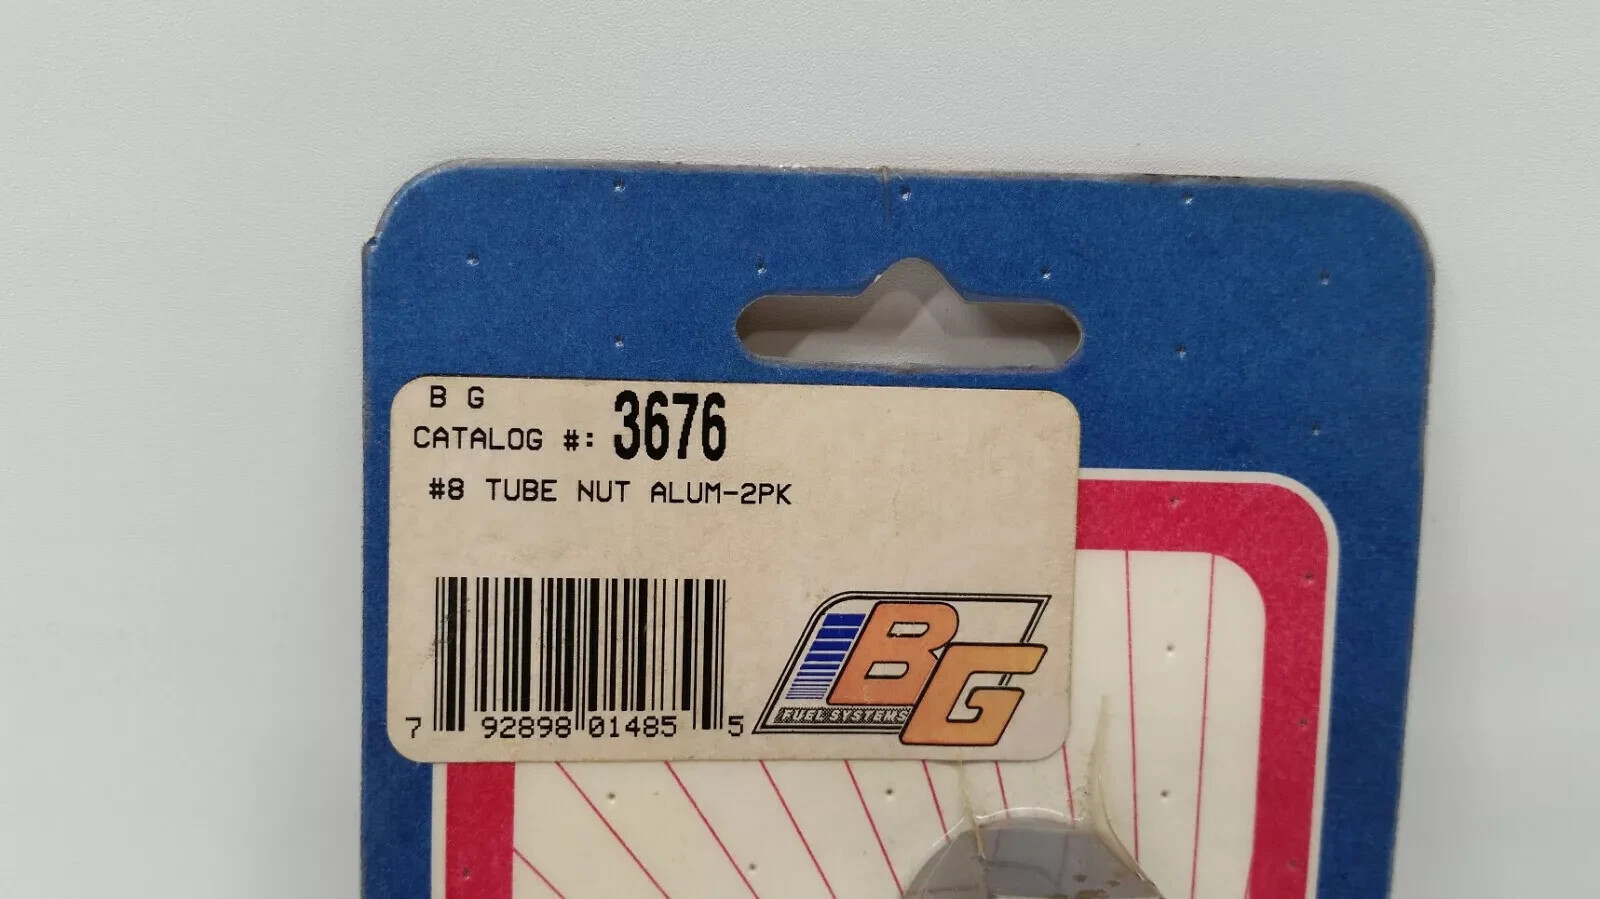 B G
CATALOG #: 3676
#8 TUBE NUT ALUM-2PK
7 92898 01485 5
BG
FUEL SYSTEMS